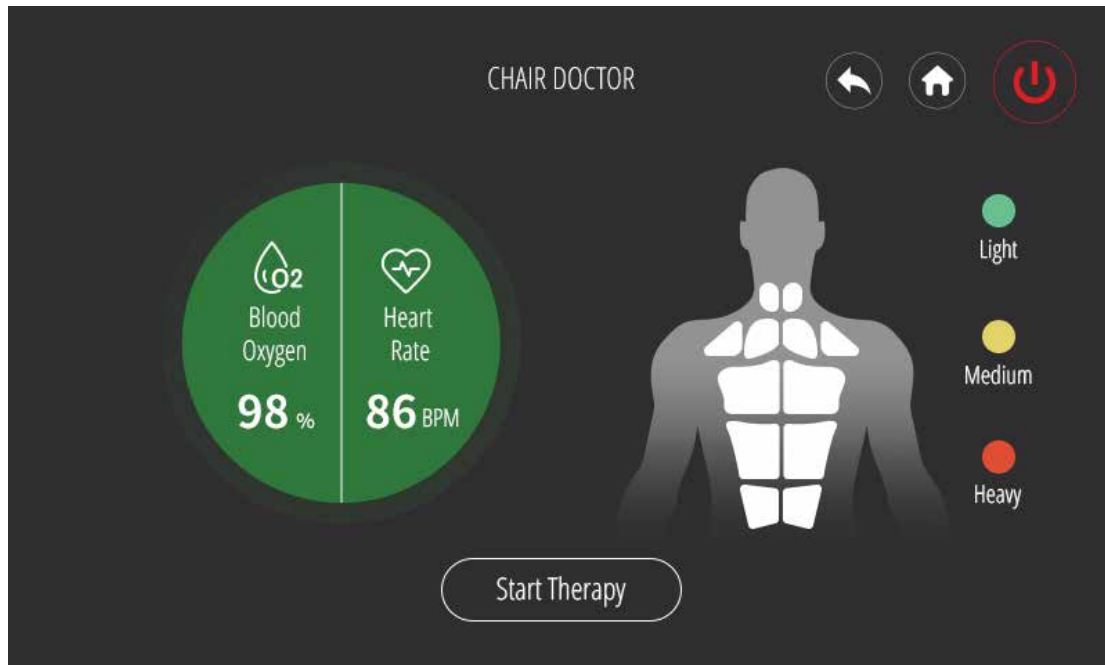 CHAIR DOCTOR
O2
Blood
Oxygen
98 %
Heart
Rate
86 BPM
Light
Medium
Heavy
Start Therapy